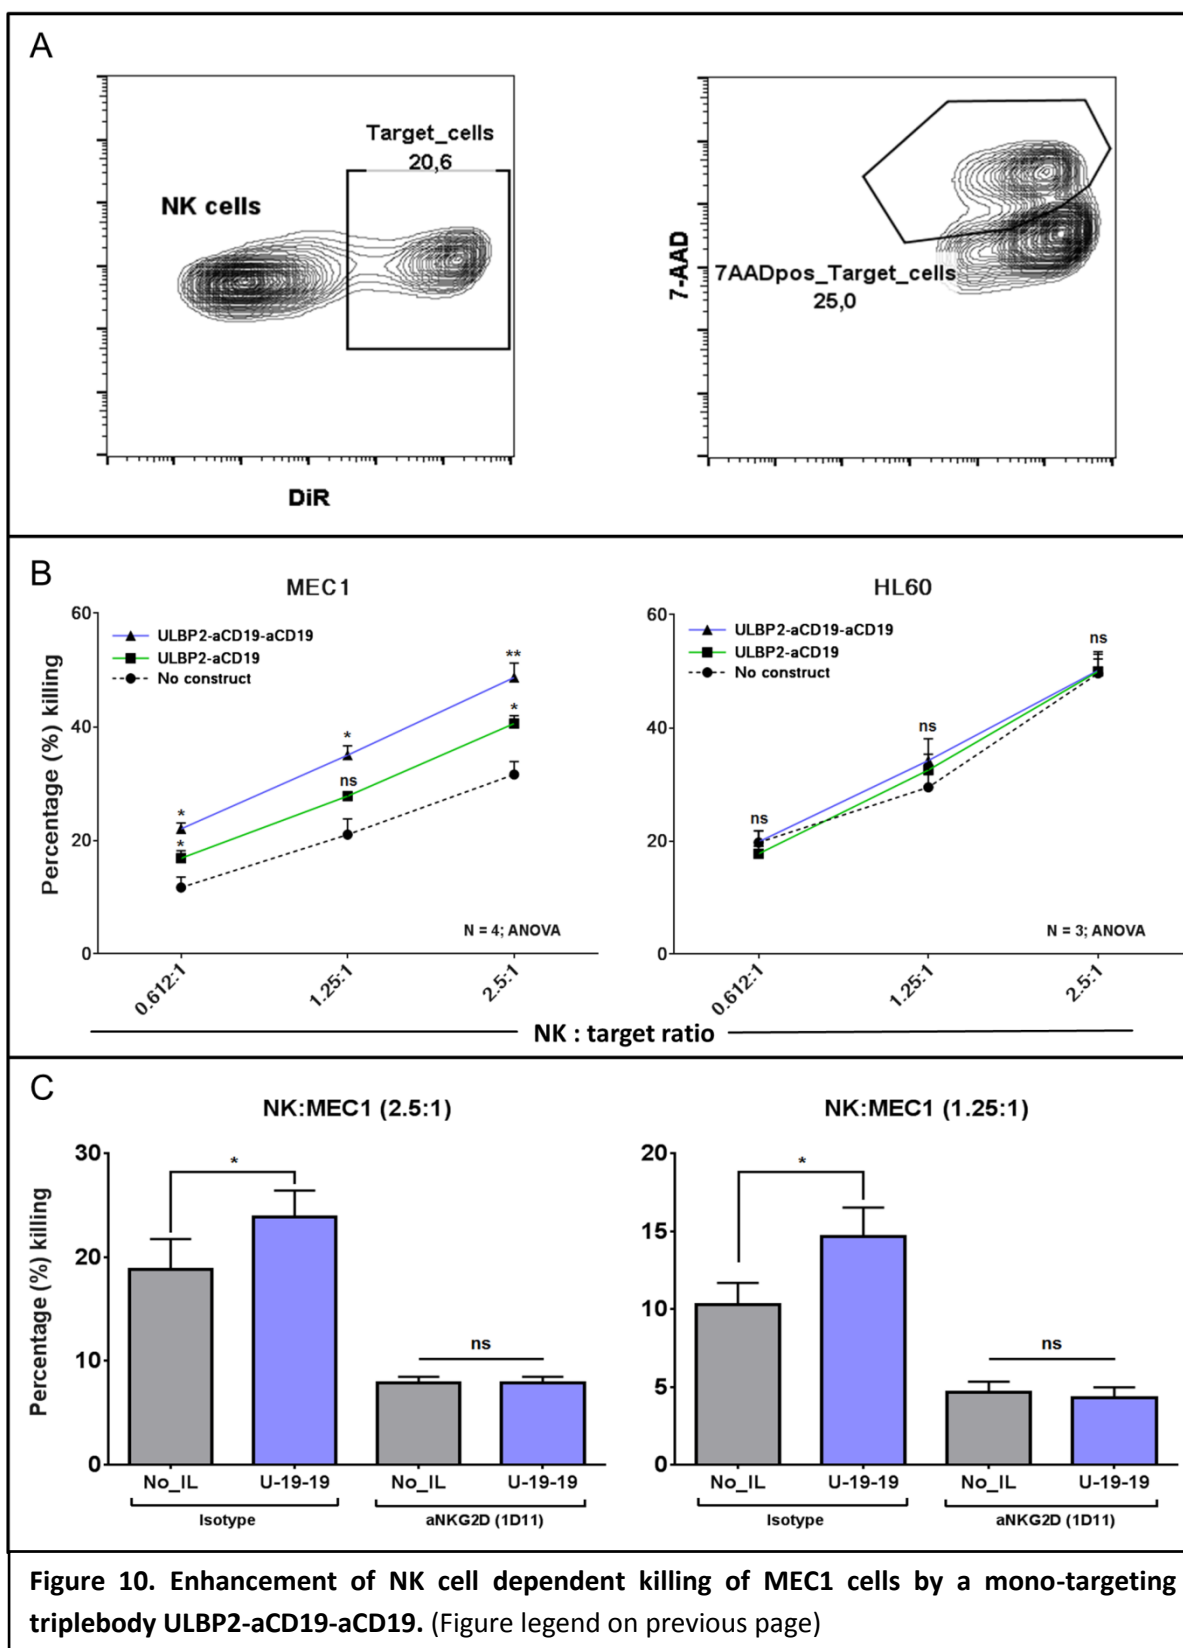 A
Target_cells
20,6
NK cells
DiR
7-AAD
7AADpos_Target_cells
25,0
B
MEC1
Percentage (%) killing
60
40
20
0
ULBP2-aCD19-aCD19
ULBP2-aCD19
No construct
*
*
*
ns
**
*
N = 4; ANOVA
0.612:1
1.25:1
2.5:1
HL60
60
40
20
0
ULBP2-aCD19-aCD19
ULBP2-aCD19
No construct
ns
ns
ns
N = 3; ANOVA
0.612:1
1.25:1
2.5:1
NK : target ratio
C
NK:MEC1 (2.5:1)
Percentage (%) killing
30
20
10
0
*
ns
No_IL
U-19-19
No_IL
U-19-19
Isotype
aNKG2D (1D11)
NK:MEC1 (1.25:1)
20
15
10
5
0
*
ns
No_IL
U-19-19
No_IL
U-19-19
Isotype
aNKG2D (1D11)
Figure 10. Enhancement of NK cell dependent killing of MEC1 cells by a mono-targeting
triplebody ULBP2-aCD19-aCD19. (Figure legend on previous page)